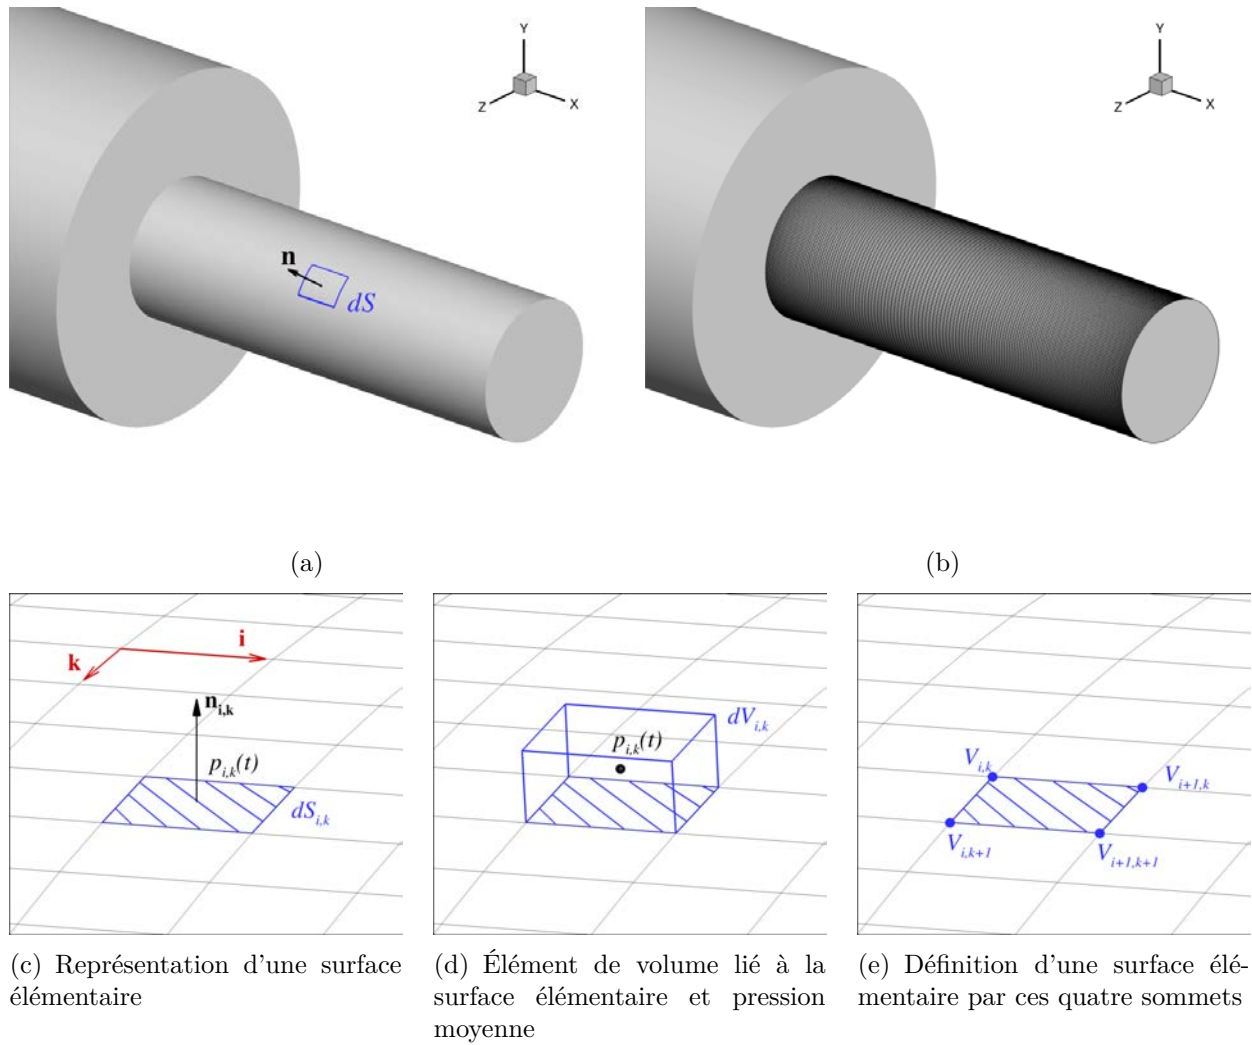 Y
Z
X
n
dS
Y
Z
X
(a)
(b)
i
k
n_{i,k}
p_{i,k}(t)
dS_{i,k}
dV_{i,k}
p_{i,k}(t)
V_{i,k}
V_{i+1,k}
V_{i,k+1}
V_{i+1,k+1}
(c) Représentation d'une surface
élémentaire
(d) Élément de volume lié à la
surface élémentaire et pression
moyenne
(e) Définition d'une surface élé-
mentaire par ces quatre sommets